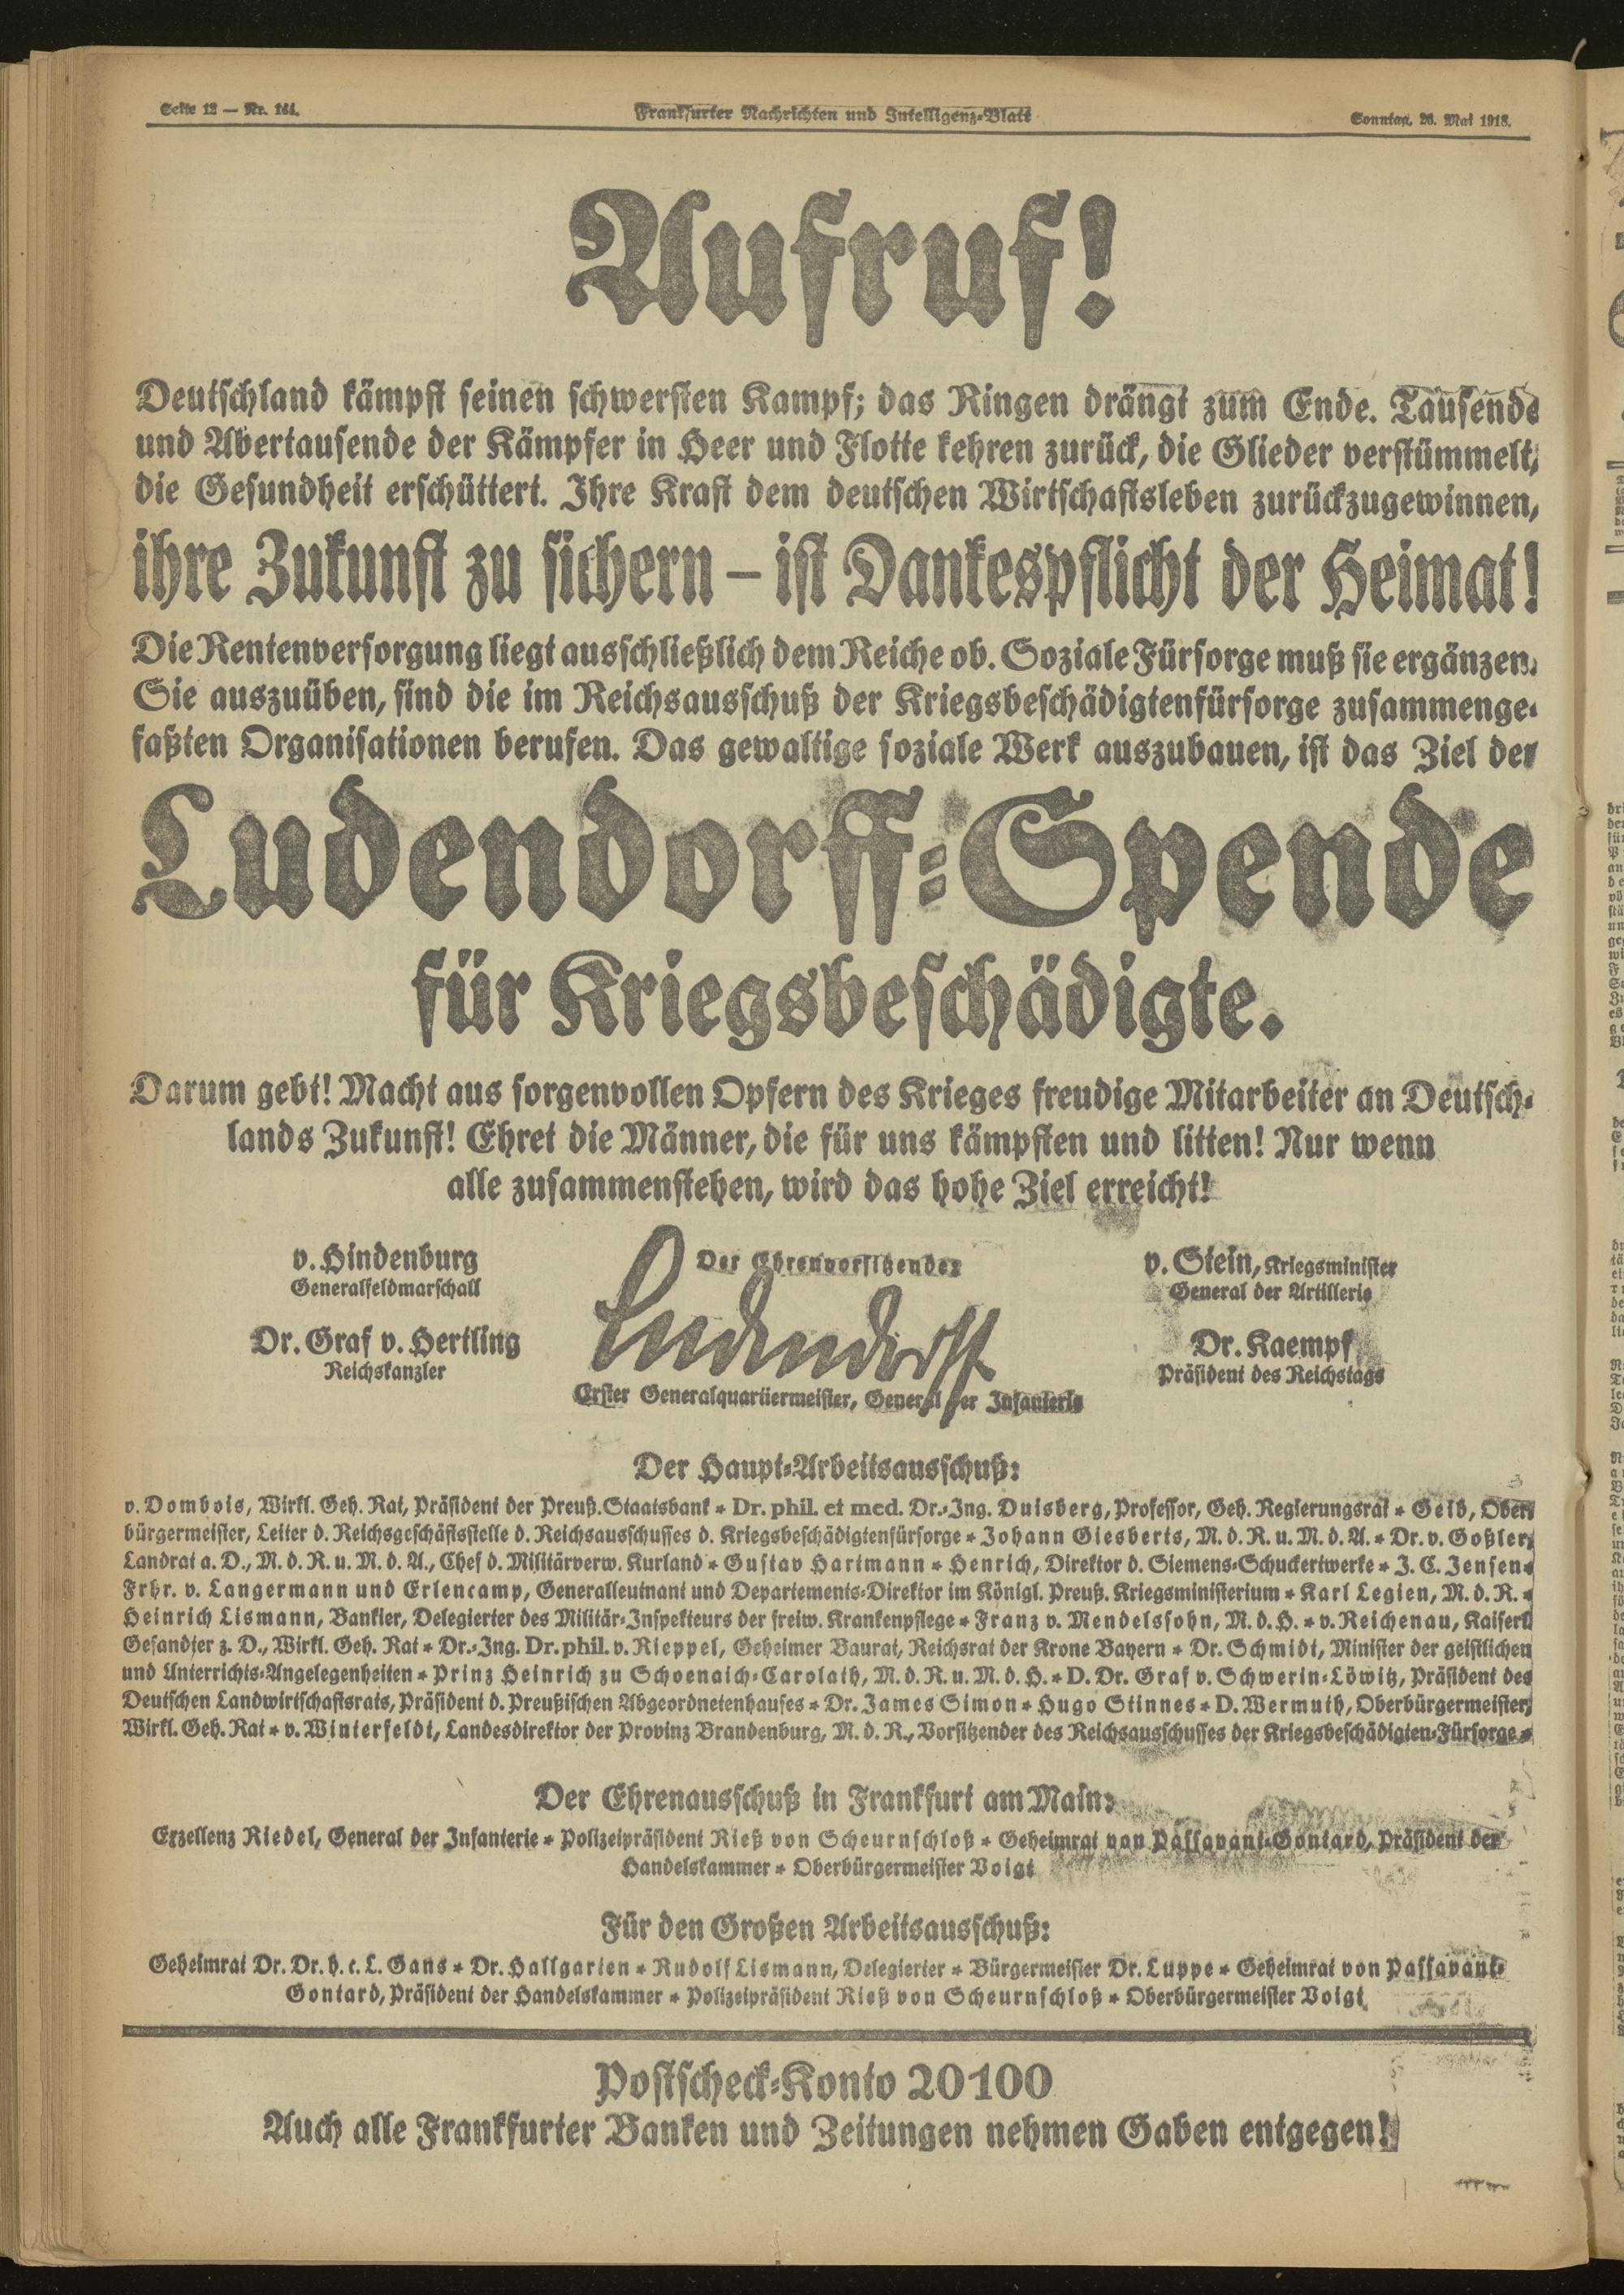 Seite 12 — Nr. 144.
Frankfurter Nachrichten und Intelligenz-Blatt
Sonntag, 26. Mai 1918.
Aufruf!
Deutschland kämpft seinen schwersten Kampf; das Ringen drängt zum Ende. Tausende
und Abertausende der Kämpfer in Heer und Flotte kehren zurück, die Glieder verstümmelt,
die Gesundheit erschüttert. Ihre Kraft dem deutschen Wirtschaftsleben zurückzugewinnen,
ihre Zukunft zu sichern – ist Dankespflicht der Heimat!
Die Rentenversorgung liegt ausschließlich dem Reiche ob. Soziale Fürsorge muß sie ergänzen.
Sie auszuüben, sind die im Reichsausschuß der Kriegsbeschädigtenfürsorge zusammenge-
faßten Organisationen berufen. Das gewaltige soziale Werk auszubauen, ist das Ziel der
Ludendorff-Spende
für Kriegsbeschädigte.
Darum gebt! Macht aus sorgenvollen Opfern des Krieges freudige Mitarbeiter an Deutsch-
lands Zukunft! Ehret die Männer, die für uns kämpften und litten! Nur wenn
alle zusammenstehen, wird das hohe Ziel erreicht!
v. Hindenburg
Generalfeldmarschall
Dr. Graf v. Hertling
Reichskanzler
Der Ehrenvorsitzende:
Ludendorff
Erster Generalquartiermeister, General der Infanterie
v. Stein, Kriegsminister
General der Artillerie
Dr. Kaempf
Präsident des Reichstags
Der Haupt-Arbeitsausschuß:
v. Dombois, Wirkl. Geh. Rat, Präsident der Preuß. Staatsbank * Dr. phil. et med. Dr.-Ing. Duisberg, Professor, Geh. Regierungsrat * Geib, Ober-
bürgermeister, Leiter d. Reichsgeschäftsstelle d. Reichsausschusses d. Kriegsbeschädigtenfürsorge * Johann Giesberts, M. d. R. u. M. d. A. * Dr. v. Goßler,
Landrat a. D., M. d. R. u. M. d. A., Chef d. Militärverw. Kurland * Gustav Hartmann * Henrich, Direktor d. Siemens-Schuckertwerke * J. C. Jensen *
Frhr. v. Langermann und Erlencamp, Generalleutnant und Departements-Direktor im Königl. Preuß. Kriegsministerium * Karl Legien, M. d. R. *
Heinrich Lismann, Bankier, Delegierter des Militär-Inspekteurs der freiw. Krankenpflege * Franz v. Mendelssohn, M. d. H. * v. Reichenau, Kaiserl.
Gesandter z. D., Wirkl. Geh. Rat * Dr.-Ing. Dr. phil. v. Rieppel, Geheimer Baurat, Reichsrat der Krone Bayern * Dr. Schmidt, Minister der geistlichen
und Unterrichts-Angelegenheiten * Prinz Heinrich zu Schoenaich-Carolath, M. d. R. u. M. d. H. * D. Dr. Graf v. Schwerin-Löwitz, Präsident des
Deutschen Landwirtschaftsrats, Präsident d. Preußischen Abgeordnetenhauses * Dr. James Simon * Hugo Stinnes * D. Wermuth, Oberbürgermeister,
Wirkl. Geh. Rat * v. Winterfeldt, Landesdirektor der Provinz Brandenburg, M. d. R., Vorsitzender des Reichsausschusses der Kriegsbeschädigten-Fürsorge *
Der Ehrenausschuß in Frankfurt am Main:
Exzellenz Riedel, General der Infanterie * Polizeipräsident Rieß von Scheurnschloß * Geheimrat von Passavant-Gontard, Präsident der
Handelskammer * Oberbürgermeister Voigt
Für den Großen Arbeitsausschuß:
Geheimrat Dr. Dr. h. c. L. Gans * Dr. Hallgarten * Rudolf Lismann, Delegierter * Bürgermeister Dr. Luppe * Geheimrat von Passavant-
Gontard, Präsident der Handelskammer * Polizeipräsident Rieß von Scheurnschloß * Oberbürgermeister Voigt
Postscheck-Konto 20100
Auch alle Frankfurter Banken und Zeitungen nehmen Gaben entgegen!